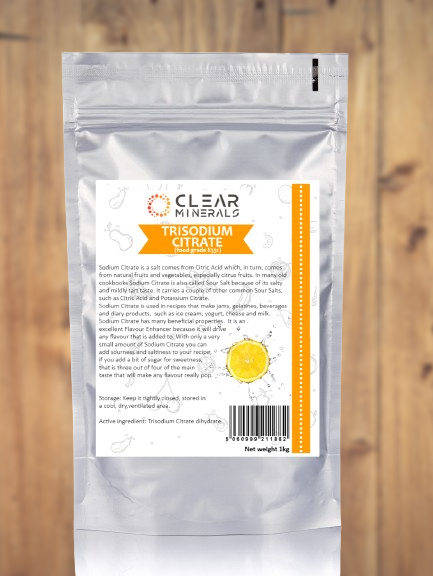 CLEAR
MINERALS
TRISODIUM
CITRATE
(food grade E331)
Sodium Citrate is a salt comes from Citric Acid which, in turn, comes
from natural fruits and vegetables, especially citrus fruits. In many old
cookbooks Sodium Citrate is also called Sour Salt because of its salty
and mildly tart taste. It carries a couple of other common Sour Salts,
such as Citric Acid and Potassium Citrate.
Sodium Citrate is used in recipes that make jams, gelatines, beverages
and diary products, such as ice cream, yogurt, cheese and milk.
Sodium Citrate has many beneficial properties. It is an
excellent Flavour Enhancer because it will drive
any flavour that is added to. With only a very
small amount of Sodium Citrate you can
add sourness and saltiness to your recipe,
if you add a bit of sugar for sweetness,
that is three out of four of the main
taste that will make any flavour really pop.
Storage: Keep it tightly closed, stored in
a cool, dry,ventilated area.
Active ingredient: Trisodium Citrate dihydrate
5 060999 211882
Net weight 1kg